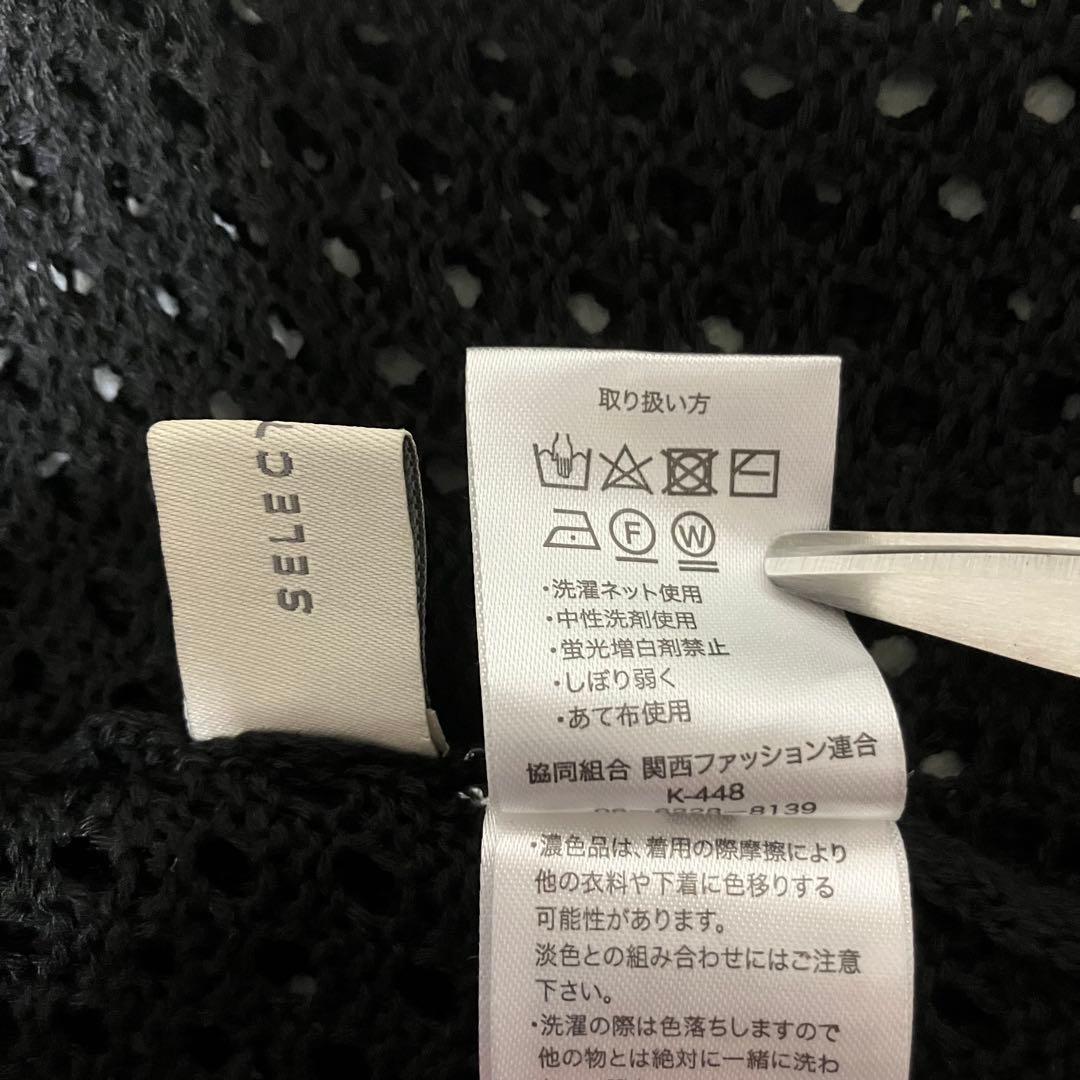 SELEC
取り扱い方
F W
・洗濯ネット使用
・中性洗剤使用
・蛍光増白剤禁止
・しぼり弱く
・あて布使用
協同組合 関西ファッション連合
K-448
8139
・濃色品は、着用の際摩擦により
他の衣料や下着に色移りする
可能性があります。
淡色との組み合わせにはご注意
下さい。
・洗濯の際は色落ちしますので
他の物とは絶対に一緒に洗わ